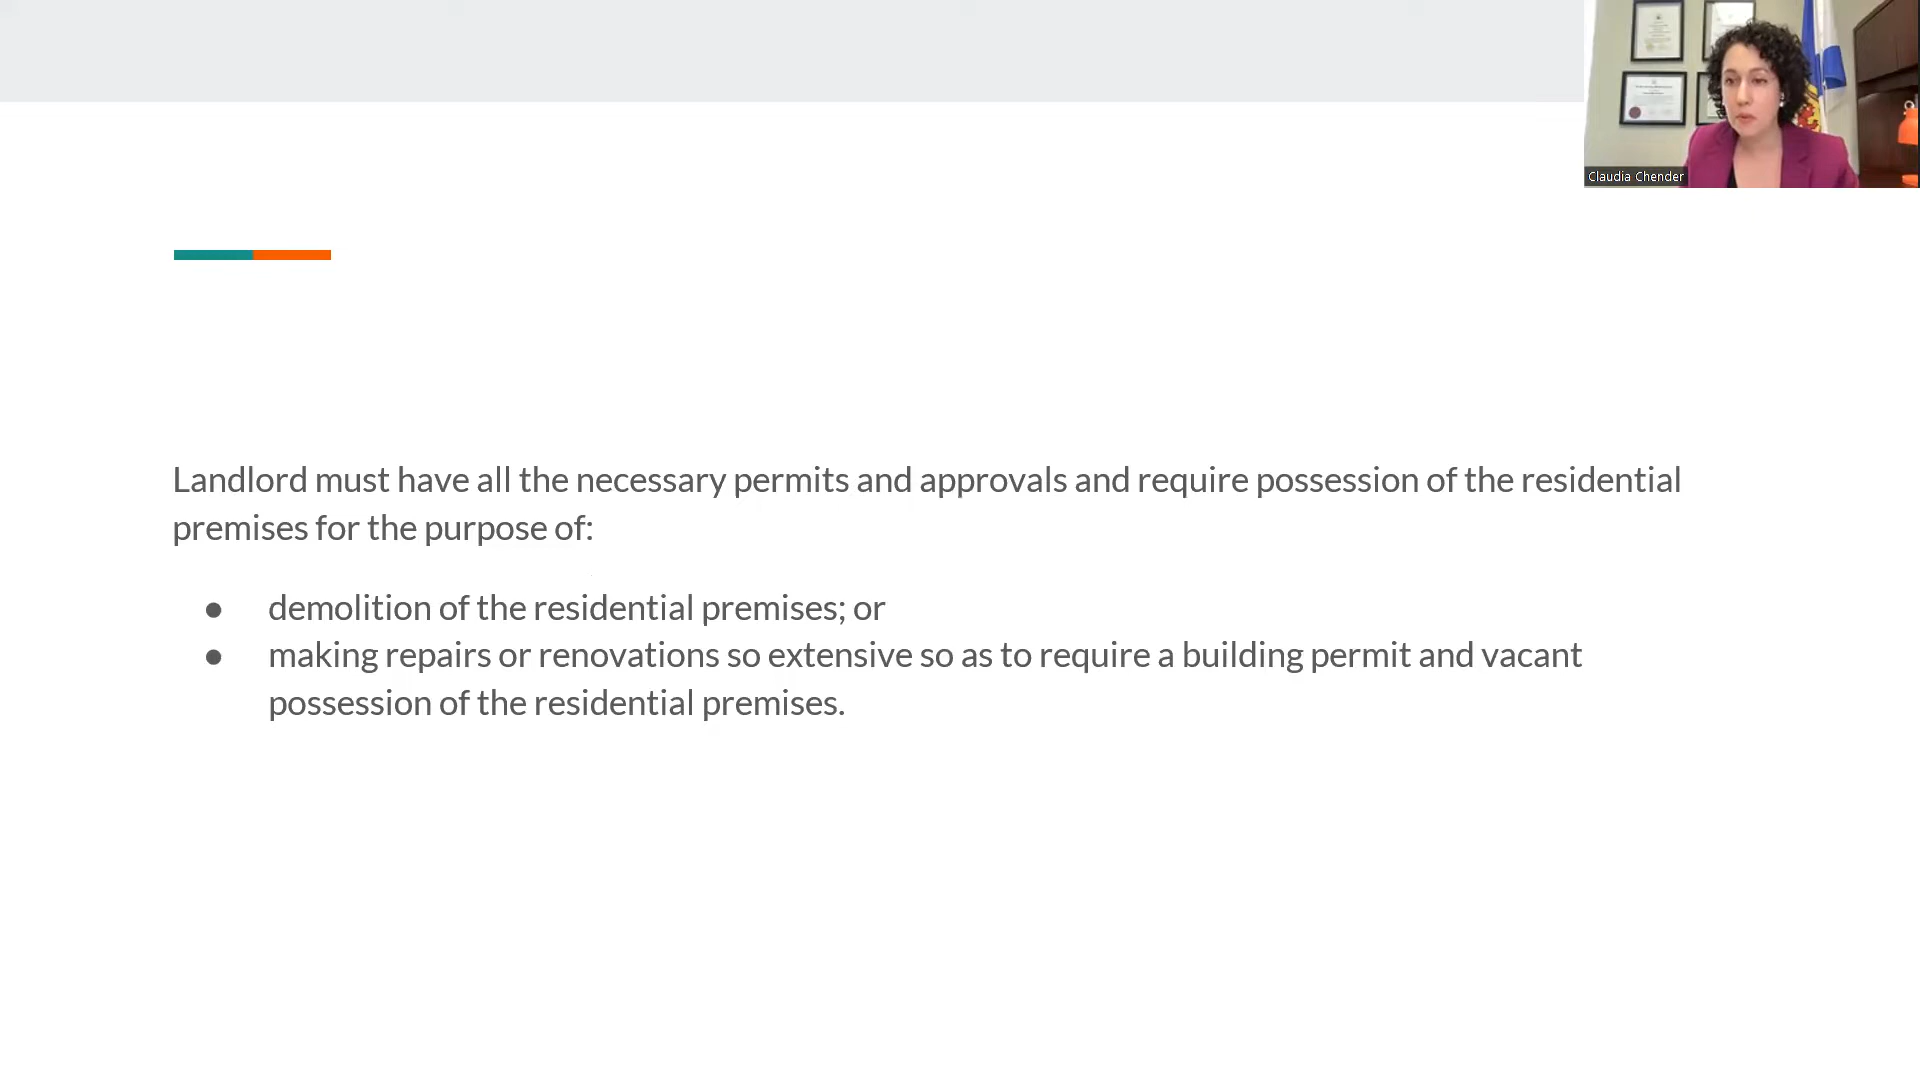 Claudia Chender
Landlord must have all the necessary permits and approvals and require possession of the residential
premises for the purpose of:
● demolition of the residential premises; or
● making repairs or renovations so extensive so as to require a building permit and vacant
possession of the residential premises.